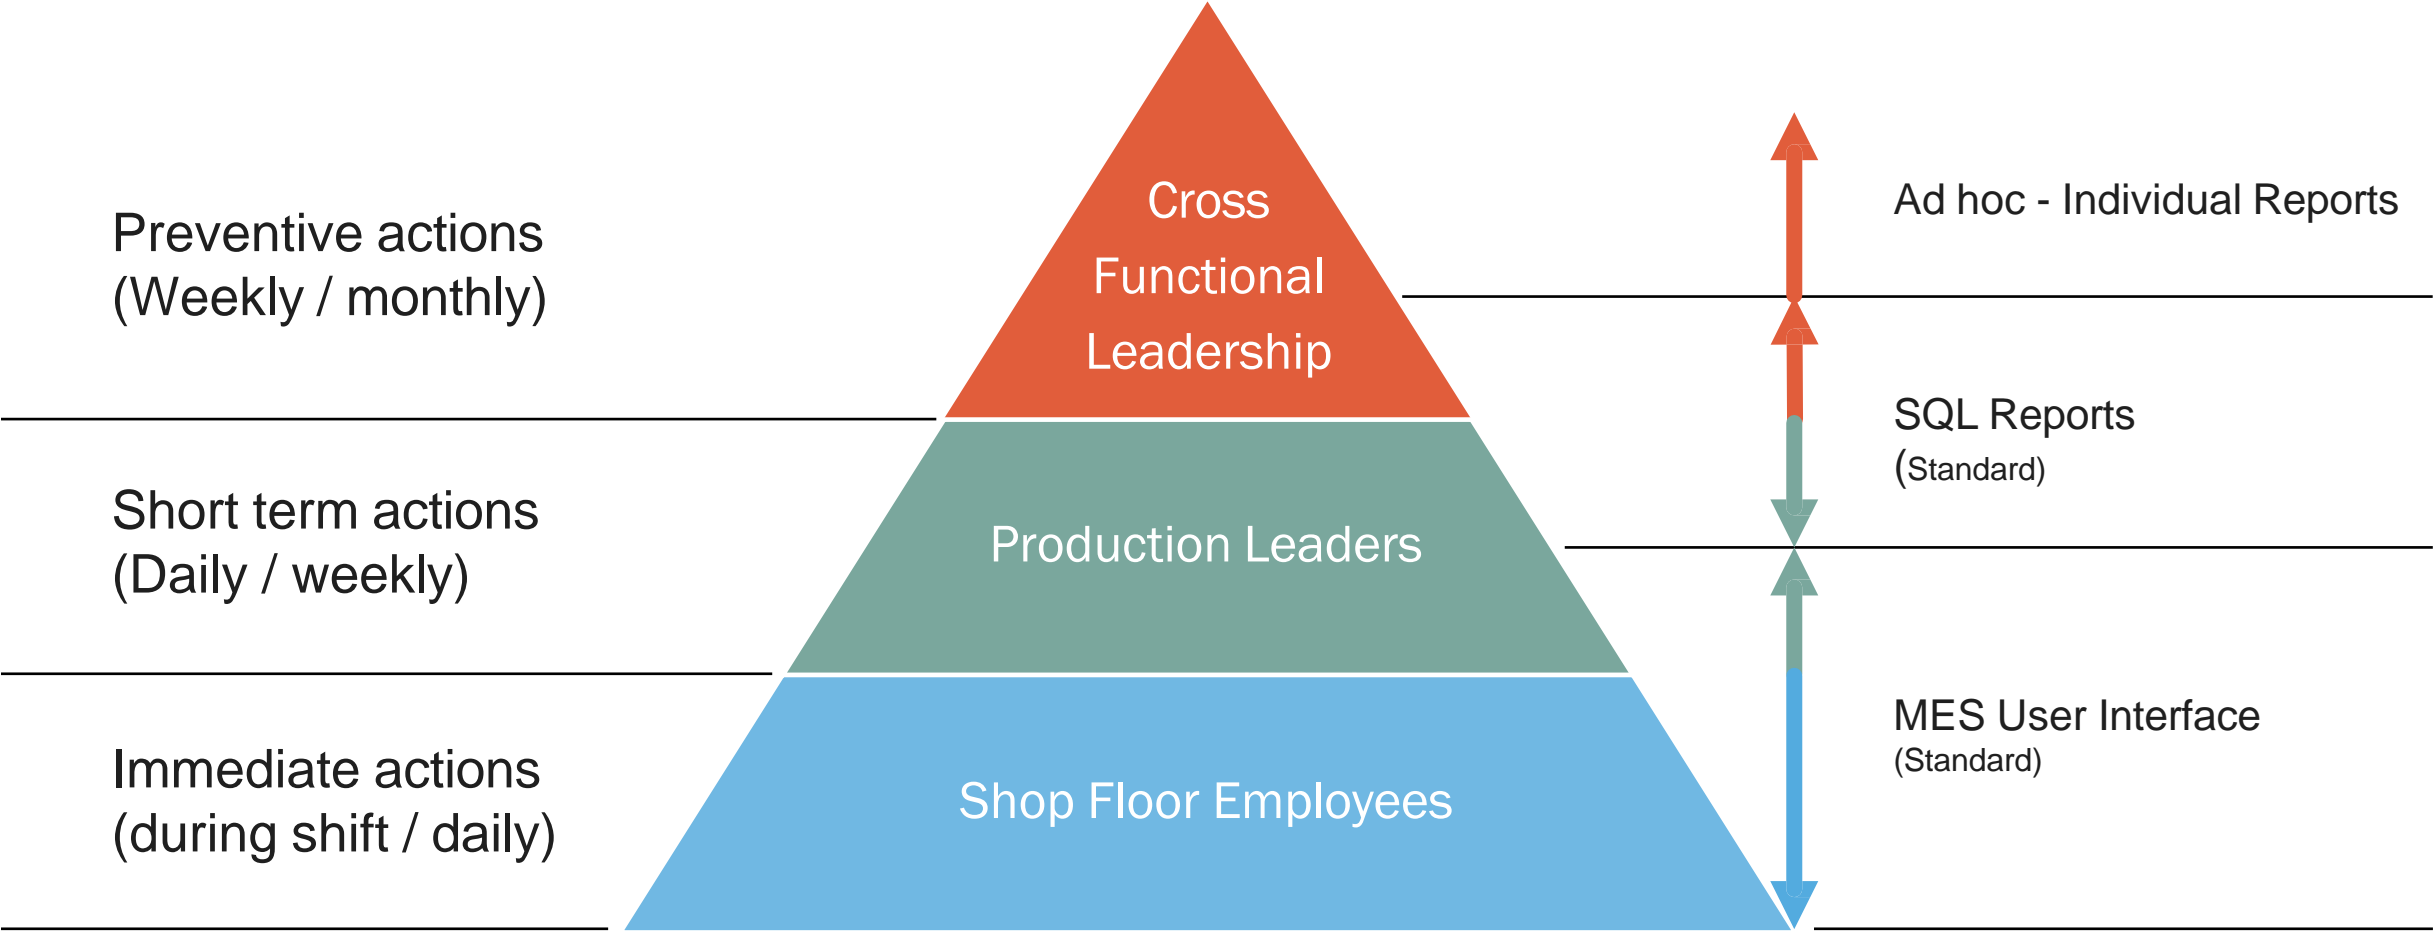 Preventive actions
(Weekly / monthly)
Short term actions
(Daily / weekly)
Immediate actions
(during shift / daily)
Cross
Functional
Leadership
Production Leaders
Shop Floor Employees
Ad hoc - Individual Reports
SQL Reports
(Standard)
MES User Interface
(Standard)